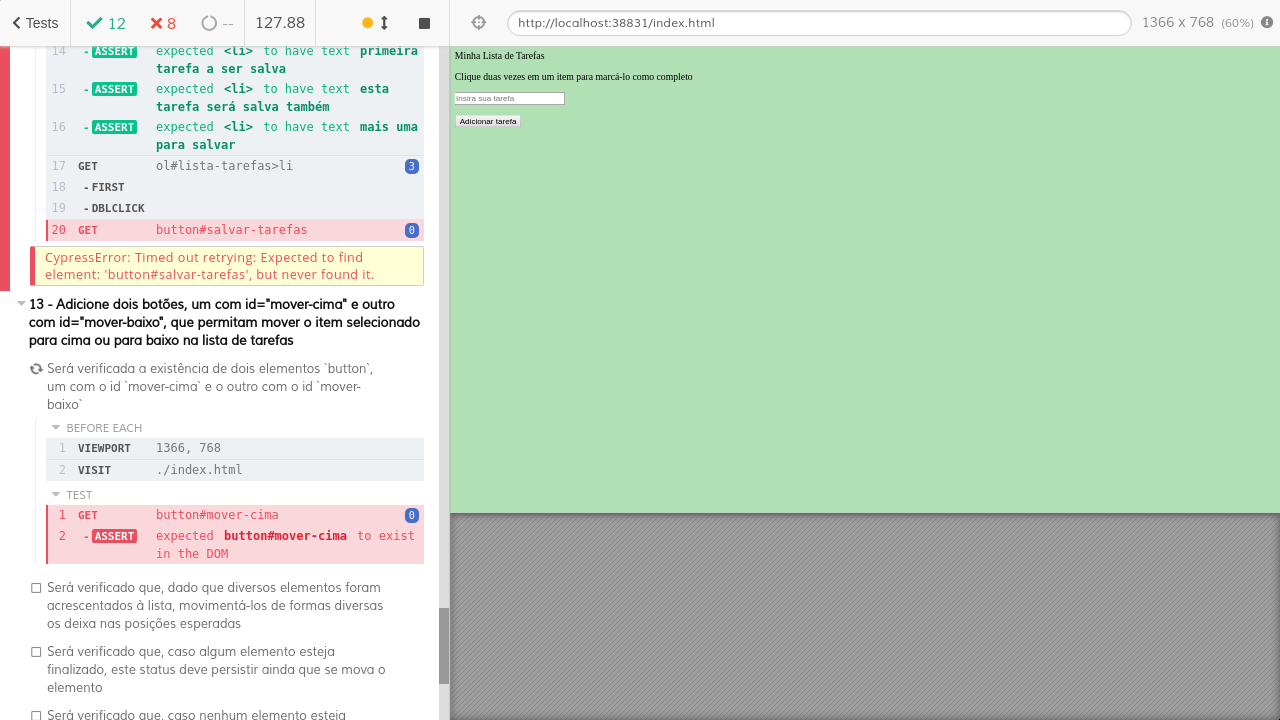 Tests
12
8
--
127.88
http://localhost:38831/index.html
1366 x 768 (60%)
14 - ASSERT expected <li> to have text primeira
tarefa a ser salva
15 - ASSERT expected <li> to have text esta
tarefa será salva também
16 - ASSERT expected <li> to have text mais uma
para salvar
17 GET ol#lista-tarefas>li 3
18 - FIRST
19 - DBLCLICK
20 GET button#salvar-tarefas 0
CypressError: Timed out retrying: Expected to find
element: 'button#salvar-tarefas', but never found it.
13 - Adicione dois botões, um com id="mover-cima" e outro
com id="mover-baixo", que permitam mover o item selecionado
para cima ou para baixo na lista de tarefas
Será verificada a existência de dois elementos `button`,
um com o id `mover-cima` e o outro com o id `mover-
baixo`
BEFORE EACH
1 VIEWPORT 1366, 768
2 VISIT ./index.html
TEST
1 GET button#mover-cima 0
2 - ASSERT expected button#mover-cima to exist
in the DOM
Será verificado que, dado que diversos elementos foram
acrescentados à lista, movimentá-los de formas diversas
os deixa nas posições esperadas
Será verificado que, caso algum elemento esteja
finalizado, este status deve persistir ainda que se mova o
elemento
Será verificado que, caso nenhum elemento esteja
Minha Lista de Tarefas
Clique duas vezes em um item para marcá-lo como completo
Insira sua tarefa
Adicionar tarefa